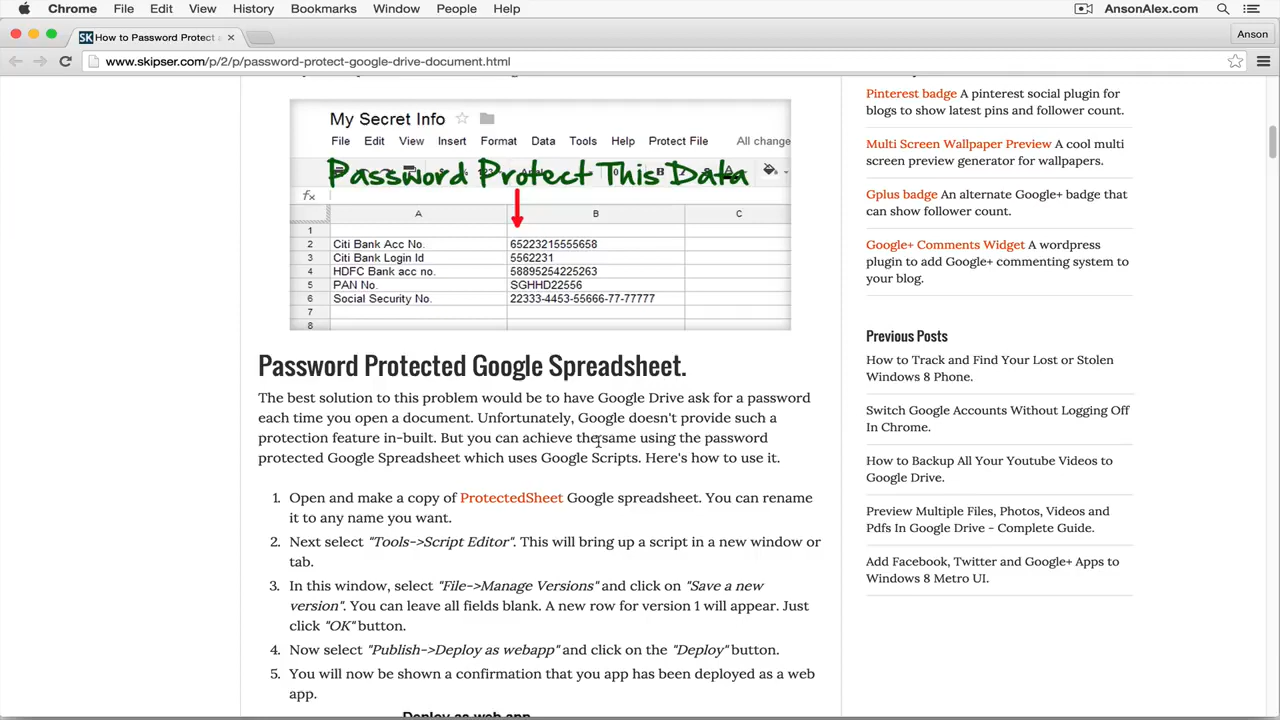 Chrome File Edit View History Bookmarks Window People Help AnsonAlex.com
SK How to Password Protect a × Anson
www.skipser.com/p/2/p/password-protect-google-drive-document.html
My Secret Info
File Edit View Insert Format Data Tools Help Protect File All change
Password Protect This Data
fx
A B C
1
2 Citi Bank Acc No. 65223215555658
3 Citi Bank Login Id 5562231
4 HDFC Bank acc no. 58895254225263
5 PAN No. SGHHD22556
6 Social Security No. 22333-4453-55666-77-77777
7
8
Password Protected Google Spreadsheet.
The best solution to this problem would be to have Google Drive ask for a password
each time you open a document. Unfortunately, Google doesn't provide such a
protection feature in-built. But you can achieve the same using the password
protected Google Spreadsheet which uses Google Scripts. Here's how to use it.
1. Open and make a copy of ProtectedSheet Google spreadsheet. You can rename
it to any name you want.
2. Next select "Tools->Script Editor". This will bring up a script in a new window or
tab.
3. In this window, select "File->Manage Versions" and click on "Save a new
version". You can leave all fields blank. A new row for version 1 will appear. Just
click "OK" button.
4. Now select "Publish->Deploy as webapp" and click on the "Deploy" button.
5. You will now be shown a confirmation that you app has been deployed as a web
app.
Deploy as web app
Pinterest badge A pinterest social plugin for
blogs to show latest pins and follower count.
Multi Screen Wallpaper Preview A cool multi
screen preview generator for wallpapers.
Gplus badge An alternate Google+ badge that
can show follower count.
Google+ Comments Widget A wordpress
plugin to add Google+ commenting system to
your blog.
Previous Posts
How to Track and Find Your Lost or Stolen
Windows 8 Phone.
Switch Google Accounts Without Logging Off
In Chrome.
How to Backup All Your Youtube Videos to
Google Drive.
Preview Multiple Files, Photos, Videos and
Pdfs In Google Drive - Complete Guide.
Add Facebook, Twitter and Google+ Apps to
Windows 8 Metro UI.